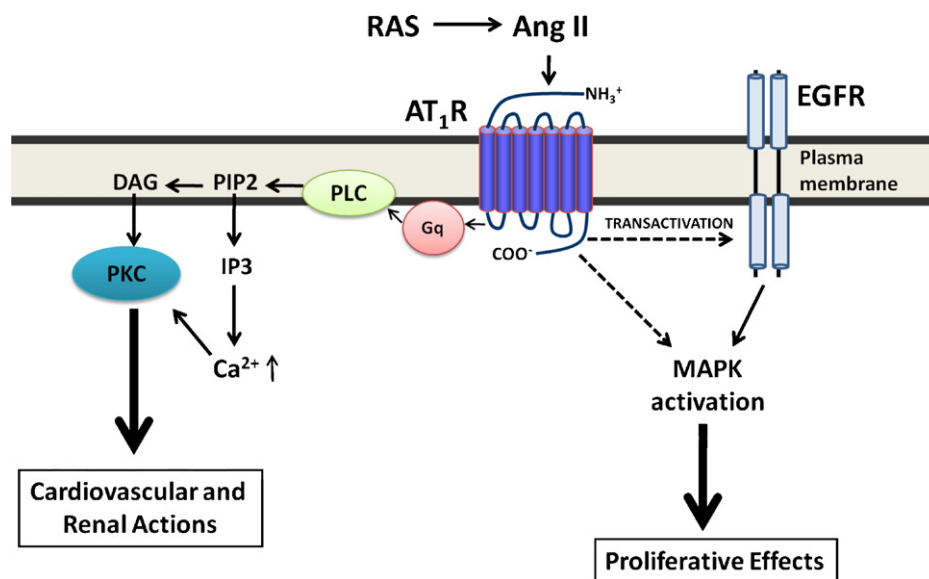 RAS Ang II
NH₃⁺
AT₁R
EGFR
Plasma
membrane
DAG PIP2 PLC
Gq
TRANSACTIVATION
COO⁻
PKC
IP3
Ca²⁺ ↑
MAPK
activation
Cardiovascular and
Renal Actions
Proliferative Effects